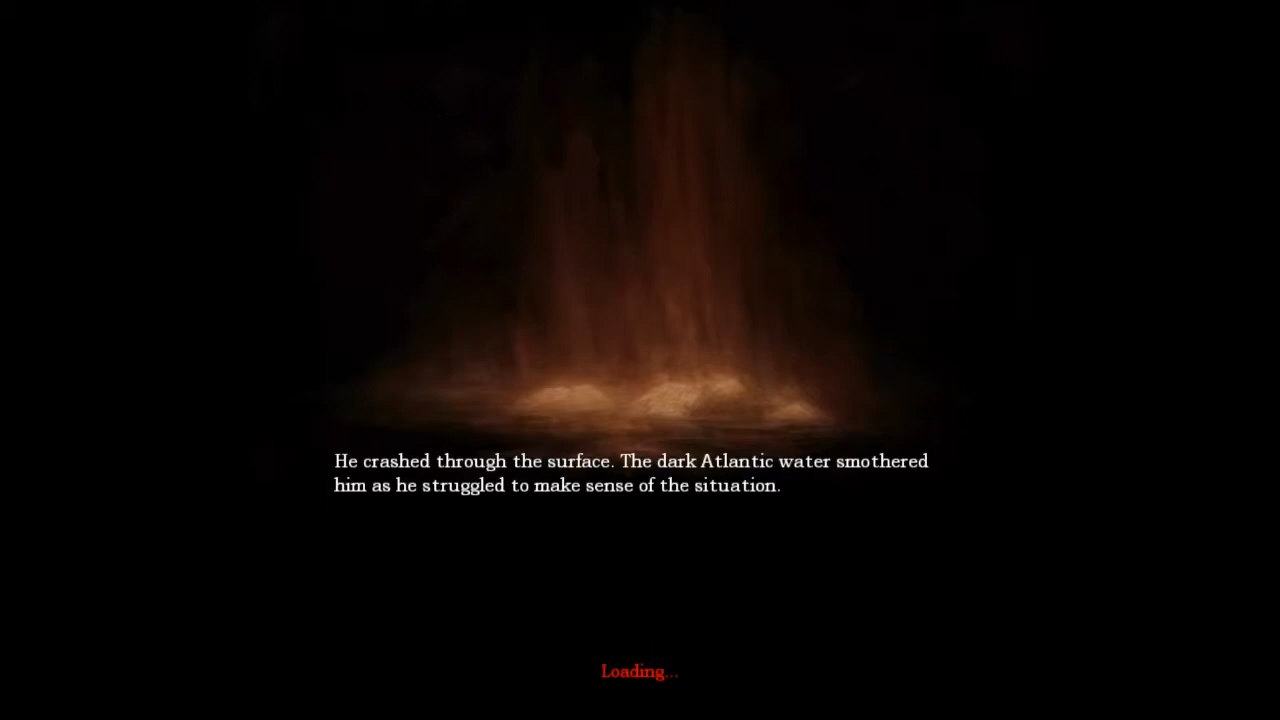 He crashed through the surface. The dark Atlantic water smothered
him as he struggled to make sense of the situation.
Loading...